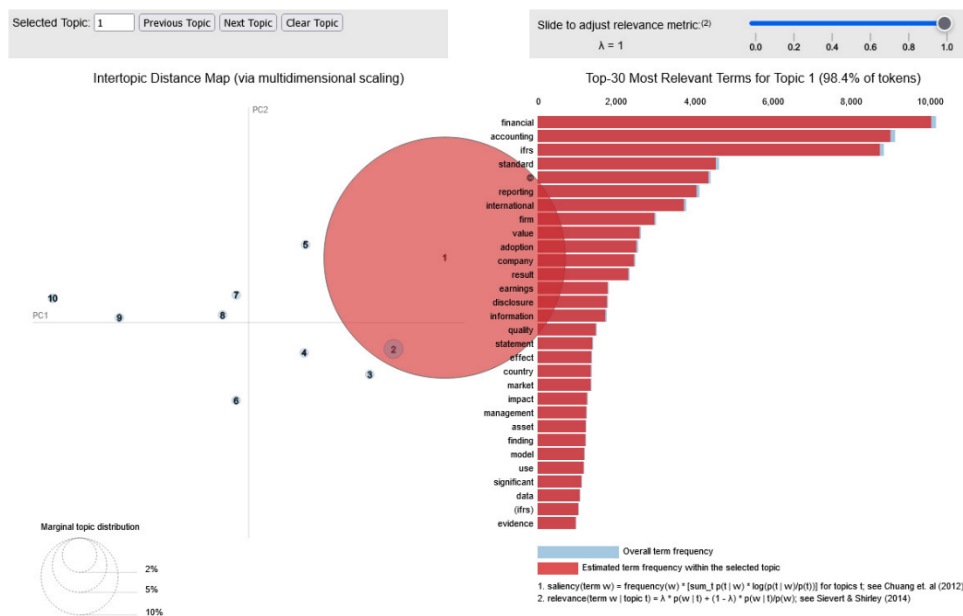 Selected Topic: 1 Previous Topic Next Topic Clear Topic
Slide to adjust relevance metric:(2)
λ = 1
0.0 0.2 0.4 0.6 0.8 1.0
Intertopic Distance Map (via multidimensional scaling)
PC2
PC1
1
2
3
4
5
6
7
8
9
10
Marginal topic distribution
2%
5%
10%
Top-30 Most Relevant Terms for Topic 1 (98.4% of tokens)
0 2,000 4,000 6,000 8,000 10,000
financial
accounting
ifrs
standard
©
reporting
international
firm
value
adoption
company
result
earnings
disclosure
information
quality
statement
effect
country
market
impact
management
asset
finding
model
use
significant
data
(ifrs)
evidence
Overall term frequency
Estimated term frequency within the selected topic
1. saliency(term w) = frequency(w) * [sum_t p(t | w) * log(p(t | w)/p(t))] for topics t; see Chuang et. al (2012)
2. relevance(term w | topic t) = λ * p(w | t) + (1 - λ) * p(w | t)/p(w); see Sievert & Shirley (2014)